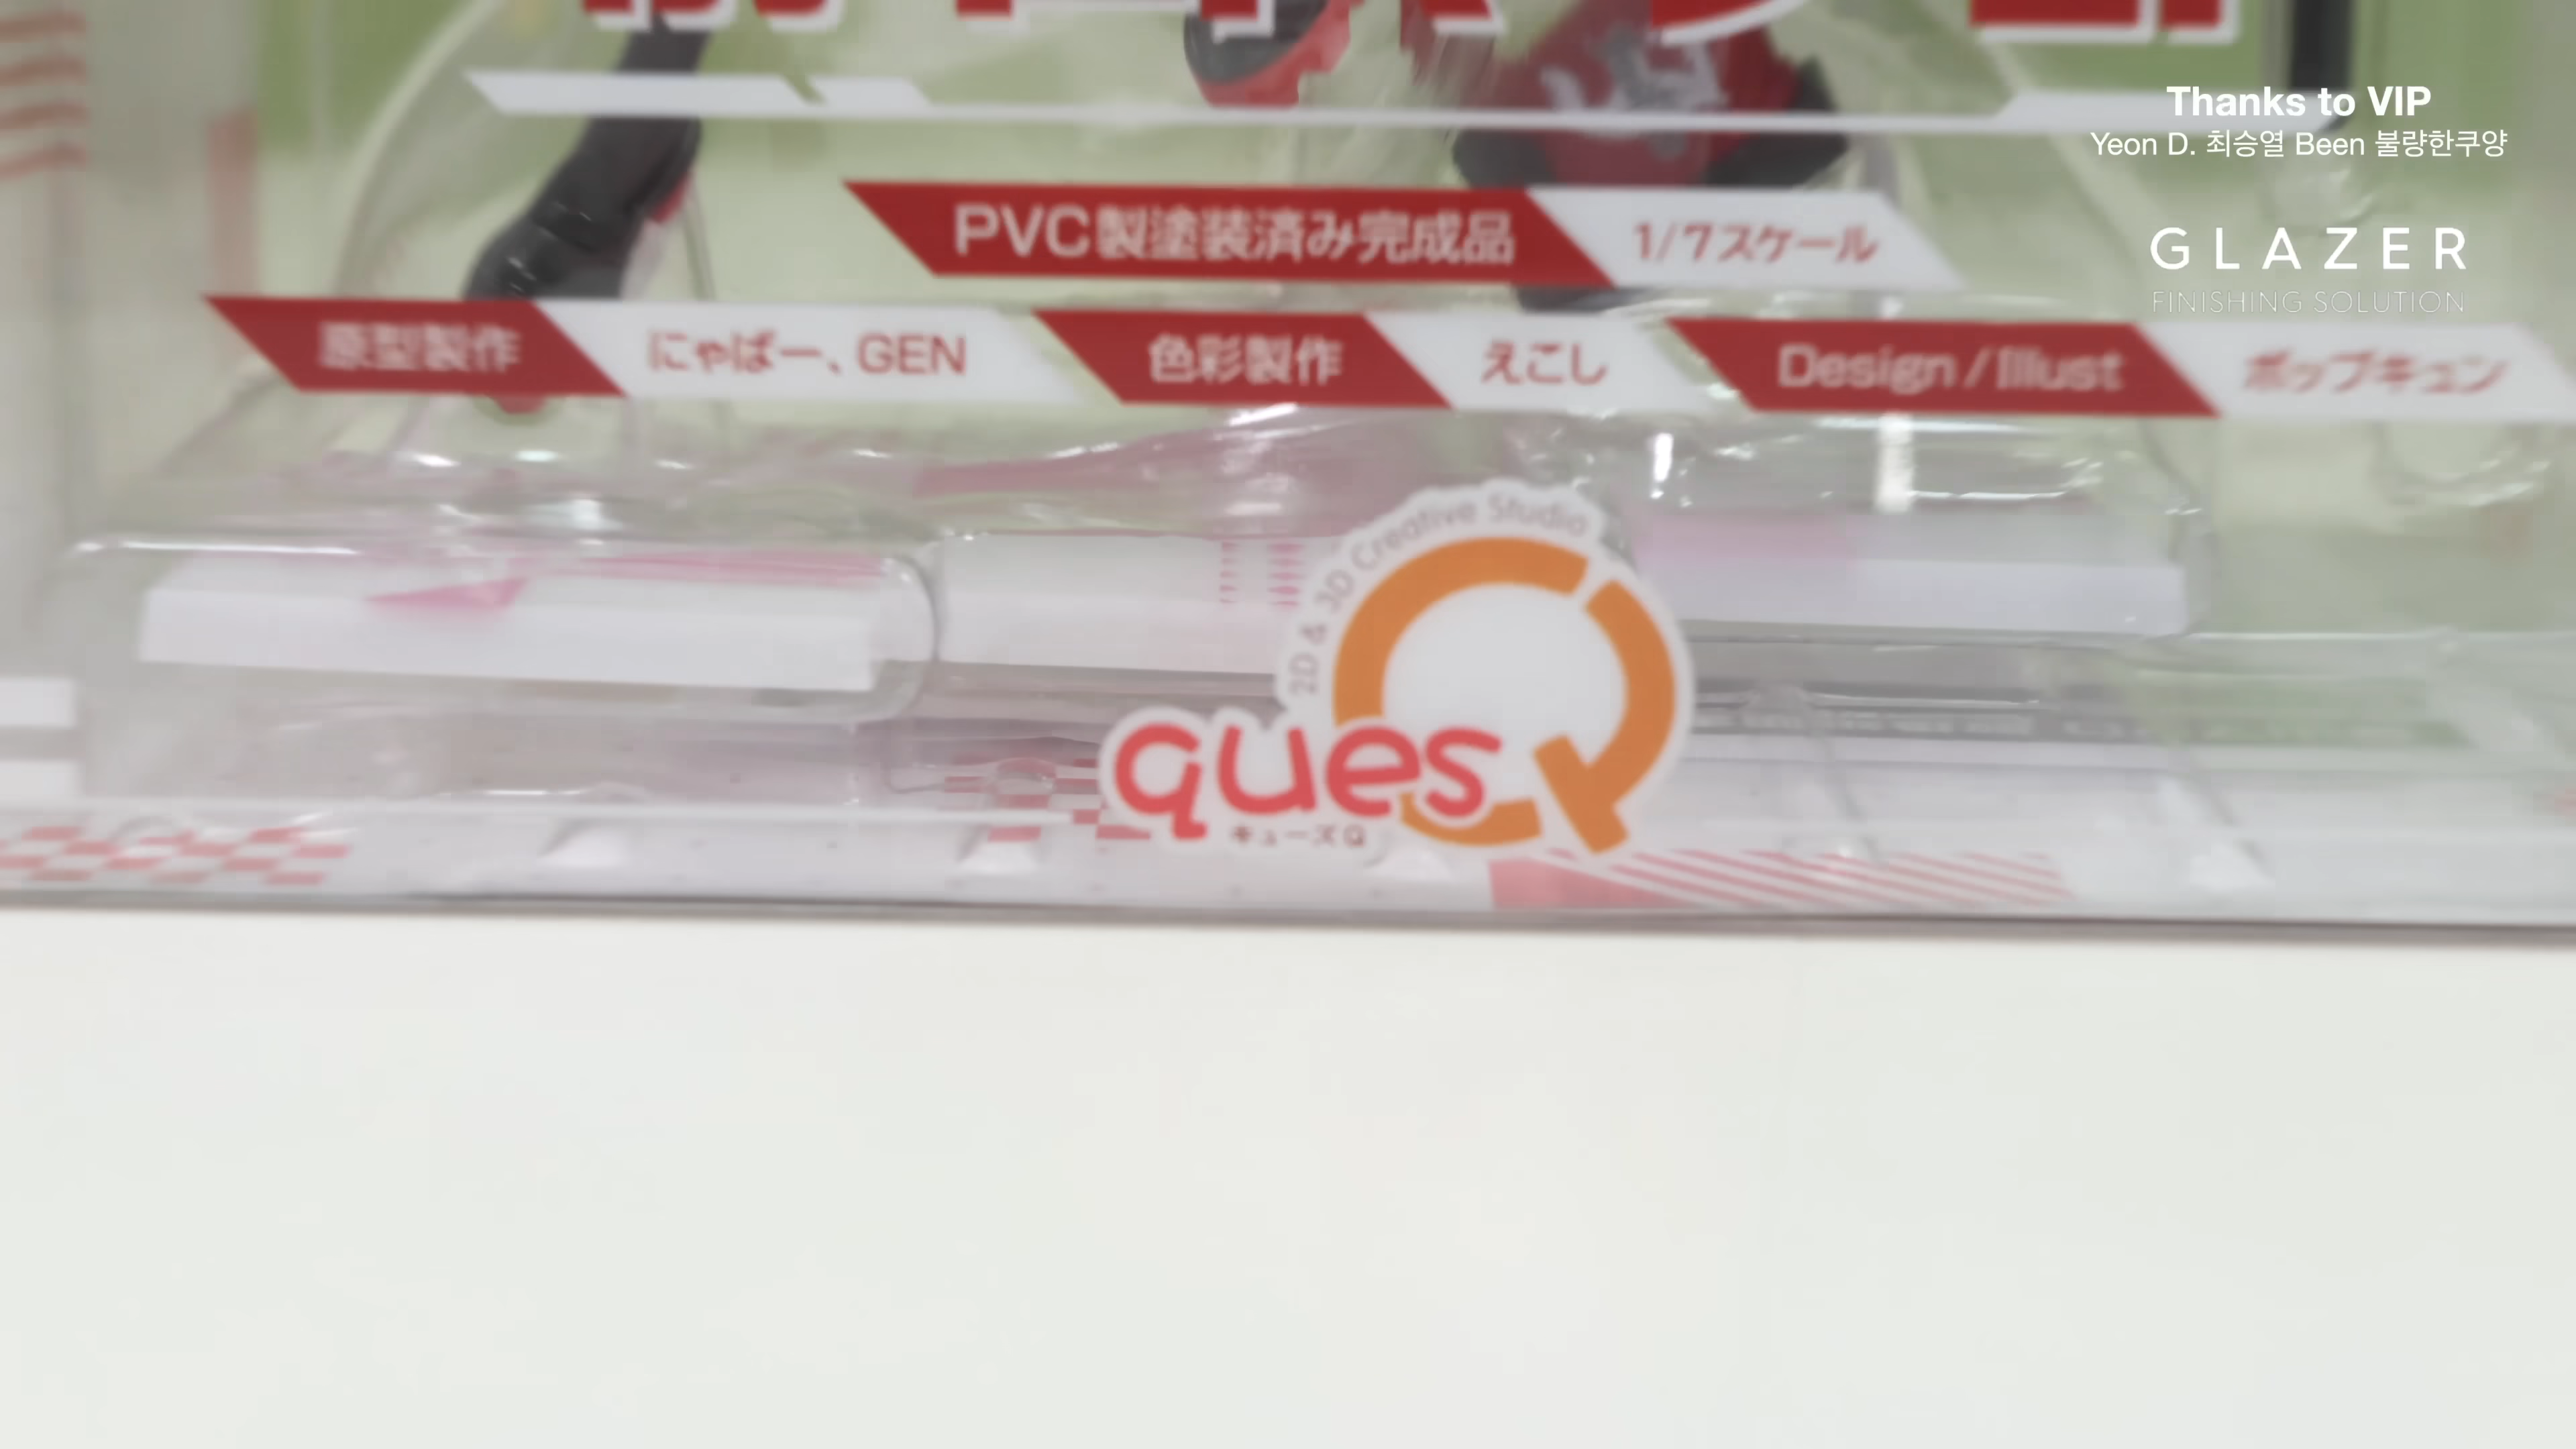 Thanks to VIP
Yeon D. 최승열 Been 불량한쿠양
GLAZER
FINISHING SOLUTION
PVC製塗装済み完成品 1/7スケール
原型製作 にゃばー、GEN 色彩製作 えこし Design/Illust ポップキュン
2D & 3D Creative Studio
quesQ
キューズQ